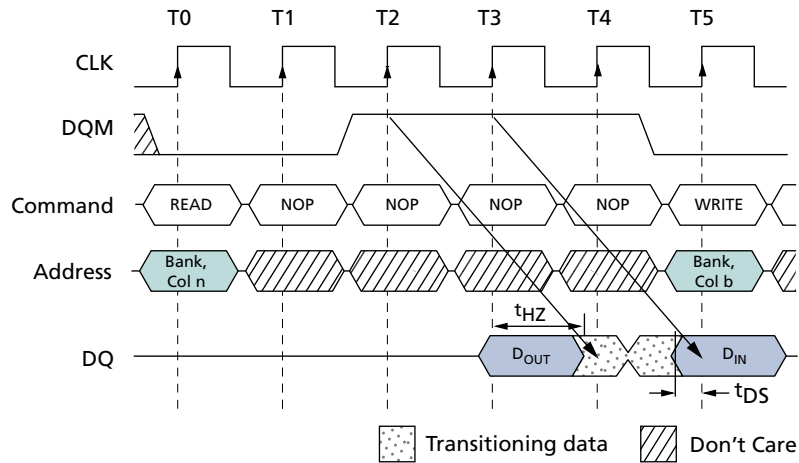 T0 T1 T2 T3 T4 T5
CLK
DQM
Command READ NOP NOP NOP NOP WRITE
Address Bank, Col n Bank, Col b
tHZ
DQ DOUT DIN
tDS
Transitioning data Don't Care